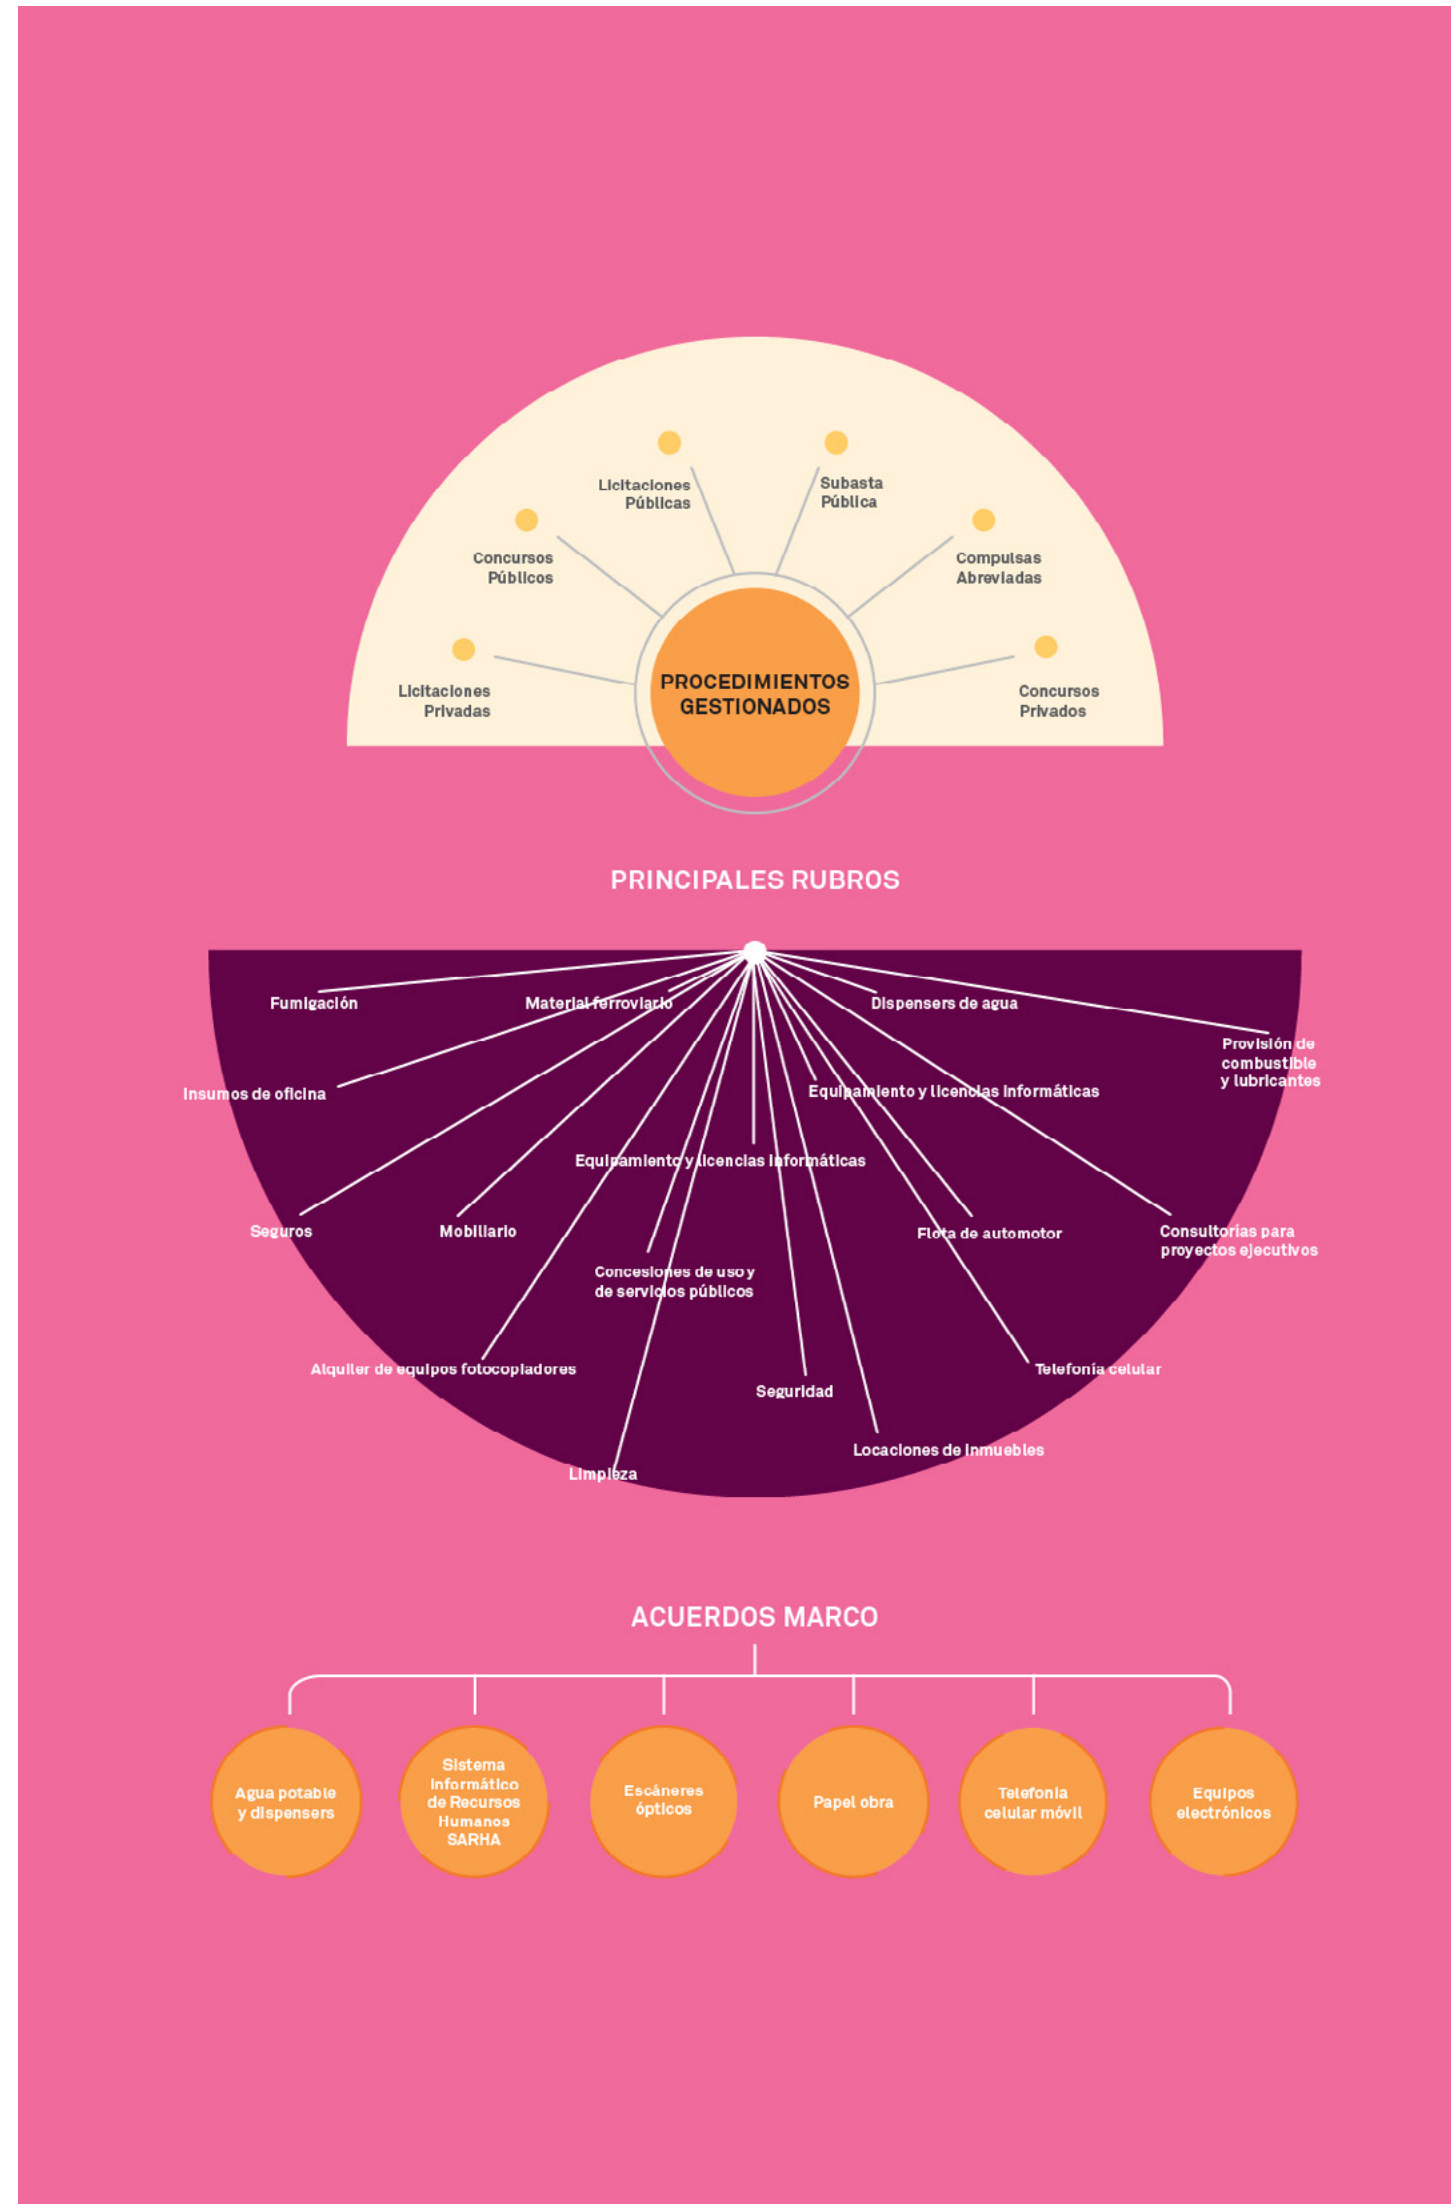 Licitaciones
Públicas
Subasta
Pública
Concursos
Públicos
Compulsas
Abreviadas
Licitaciones
Privadas
PROCEDIMIENTOS
GESTIONADOS
Concursos
Privados
PRINCIPALES RUBROS
Fumigación
Material ferroviario
Dispensers de agua
Provisión de
combustible
y lubricantes
Insumos de oficina
Equipamiento y licencias informáticas
Equipamiento y licencias informáticas
Seguros
Mobiliario
Flota de automotor
Consultorías para
proyectos ejecutivos
Concesiones de uso y
de servicios públicos
Alquiler de equipos fotocopiadores
Seguridad
Telefonía celular
Locaciones de inmuebles
Limpieza
ACUERDOS MARCO
Agua potable
y dispensers
Sistema
Informático
de Recursos
Humanos
SARHA
Escáneres
ópticos
Papel obra
Telefonía
celular móvil
Equipos
electrónicos